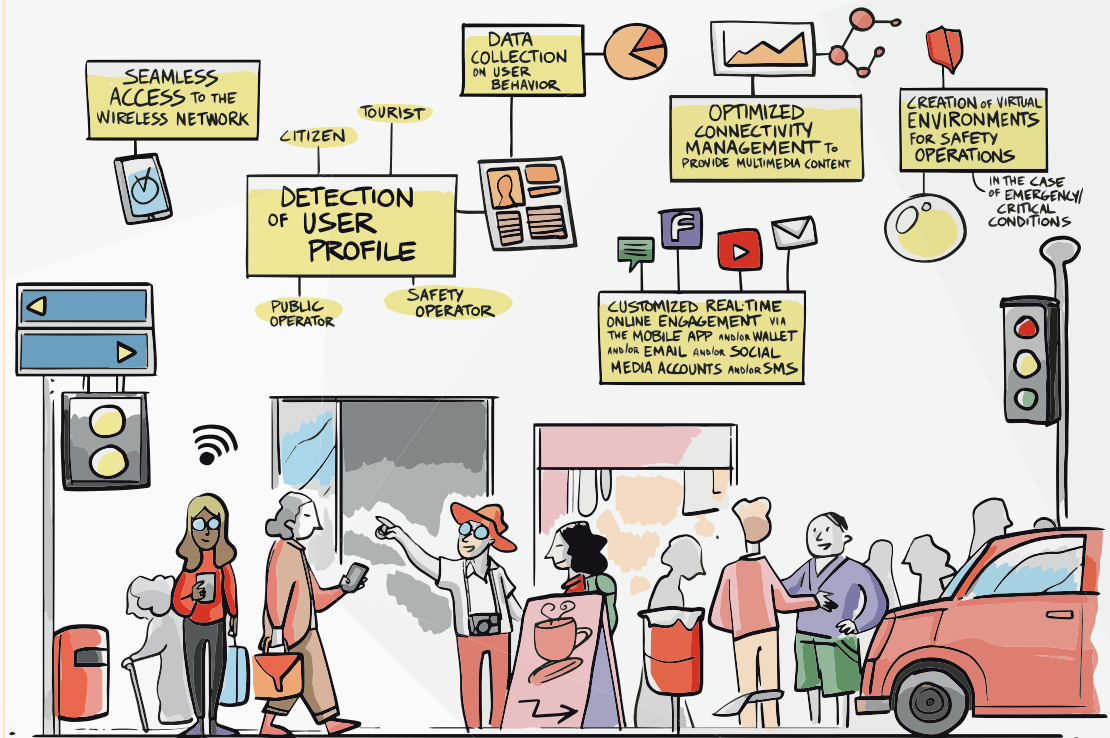 SEAMLESS
ACCESS TO THE
WIRELESS NETWORK
CITIZEN
TOURIST
DETECTION
OF USER
PROFILE
PUBLIC
OPERATOR
SAFETY
OPERATOR
DATA
COLLECTION
ON USER
BEHAVIOR
OPTIMIZED
CONNECTIVITY
MANAGEMENT TO
PROVIDE MULTIMEDIA CONTENT
CREATION OF VIRTUAL
ENVIRONMENTS
FOR SAFETY
OPERATIONS
IN THE CASE
OF EMERGENCY/
CRITICAL
CONDITIONS
F
CUSTOMIZED REAL-TIME
ONLINE ENGAGEMENT VIA
THE MOBILE APP AND/OR WALLET
AND/OR EMAIL AND/OR SOCIAL
MEDIA ACCOUNTS AND/OR SMS